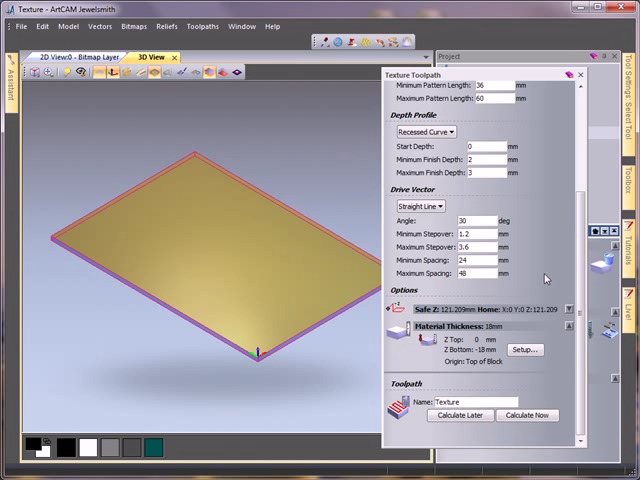 Texture - ArtCAM Jewelsmith
File Edit Model Vectors Bitmaps Reliefs Toolpaths Window Help
2D View:0 - Bitmap Layer 3D View
Project
Assistant
Texture Toolpath
Minimum Pattern Length: 36 mm
Maximum Pattern Length: 60 mm
Depth Profile
Recessed Curve
Start Depth: 0 mm
Minimum Finish Depth: 2 mm
Maximum Finish Depth: 3 mm
Drive Vector
Straight Line
Angle: 30 deg
Minimum Stepover: 1.2 mm
Maximum Stepover: 3.6 mm
Minimum Spacing: 24 mm
Maximum Spacing: 48 mm
Options
Safe Z: 121.209mm Home: X:0 Y:0 Z:121.209
Material Thickness: 18mm
Z Top: 0 mm
Z Bottom: -18 mm
Setup...
Origin: Top of Block
Toolpath
Name: Texture
Calculate Later Calculate Now
Tool Settings: Select Tool
Toolbox
Tutorials
Live!